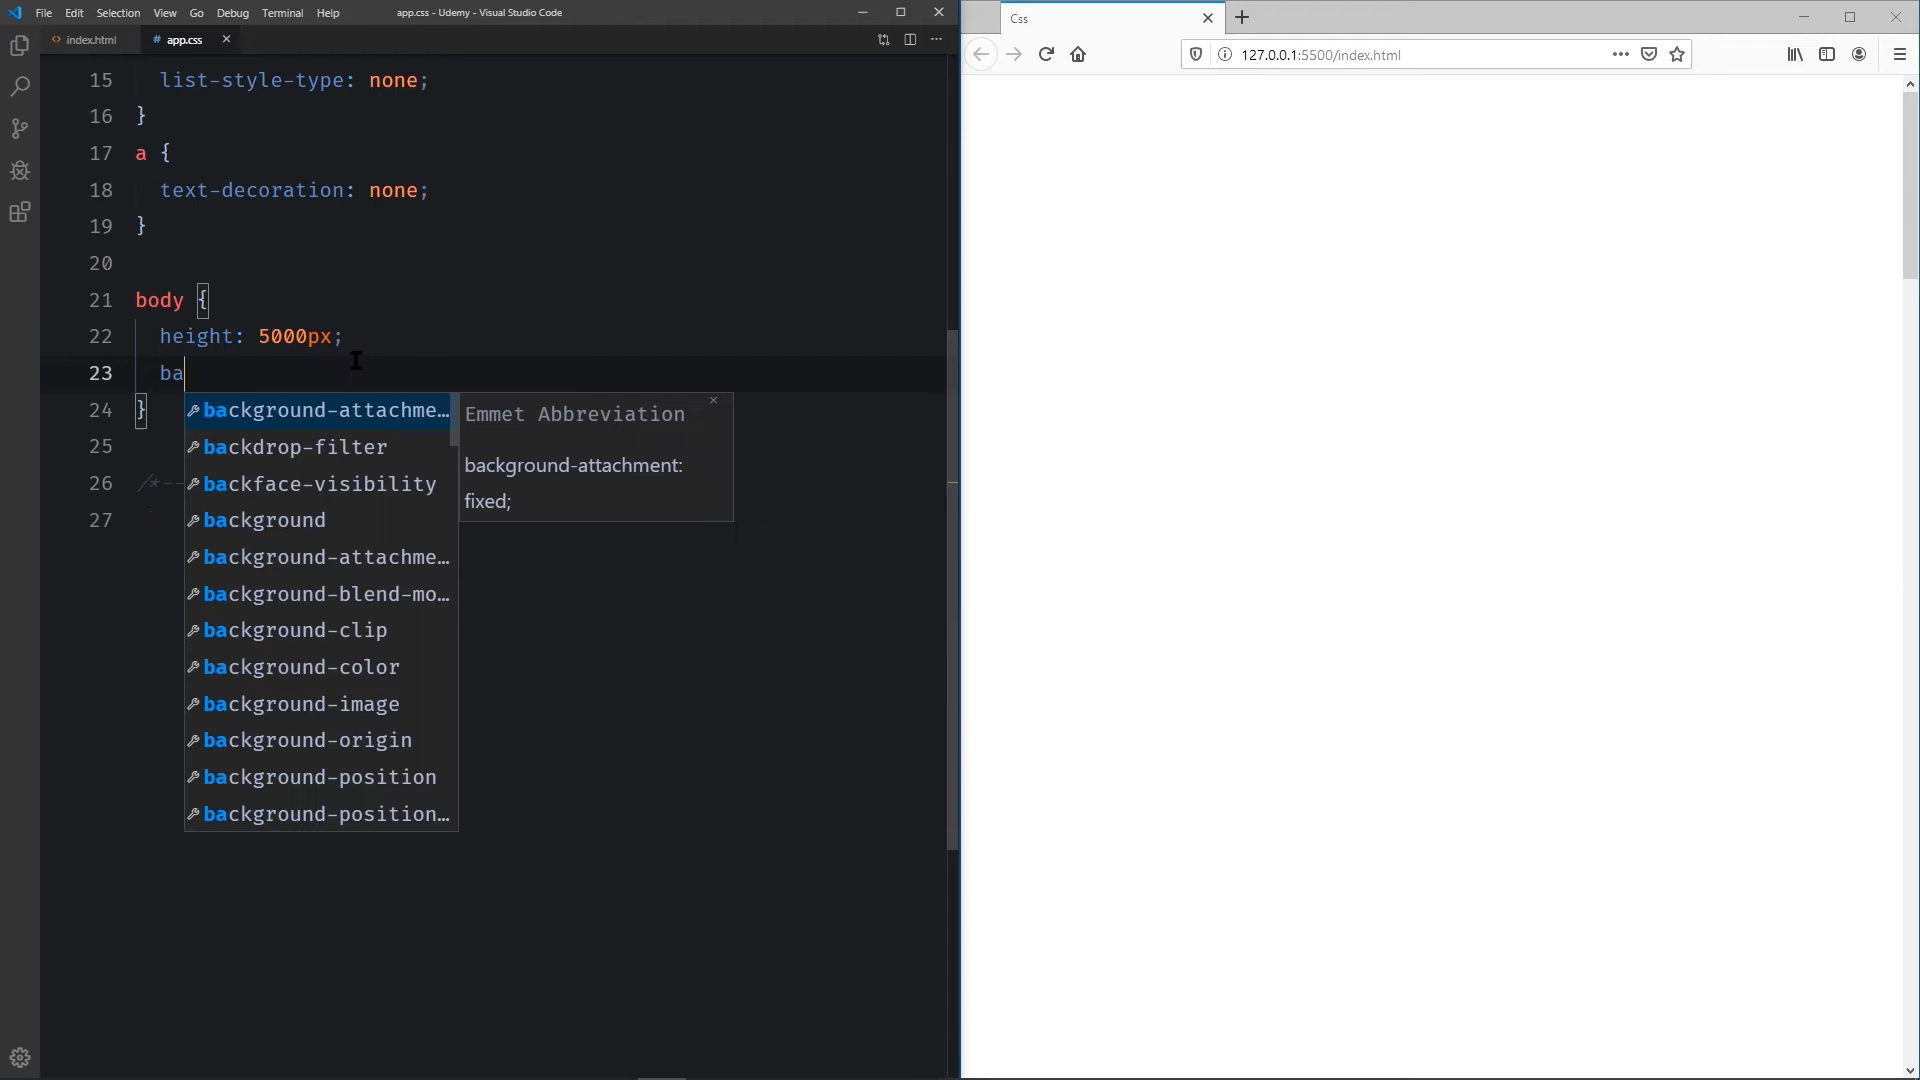 File Edit Selection View Go Debug Terminal Help app.css - Udemy - Visual Studio Code
index.html # app.css
15 list-style-type: none;
16 }
17 a {
18 text-decoration: none;
19 }
20
21 body {
22 height: 5000px;
23 ba
24 }
25
26 /*--
27
background-attachme…
backdrop-filter
backface-visibility
background
background-attachme…
background-blend-mo…
background-clip
background-color
background-image
background-origin
background-position
background-position…
Emmet Abbreviation
background-attachment:
fixed;
Css
127.0.0.1:5500/index.html